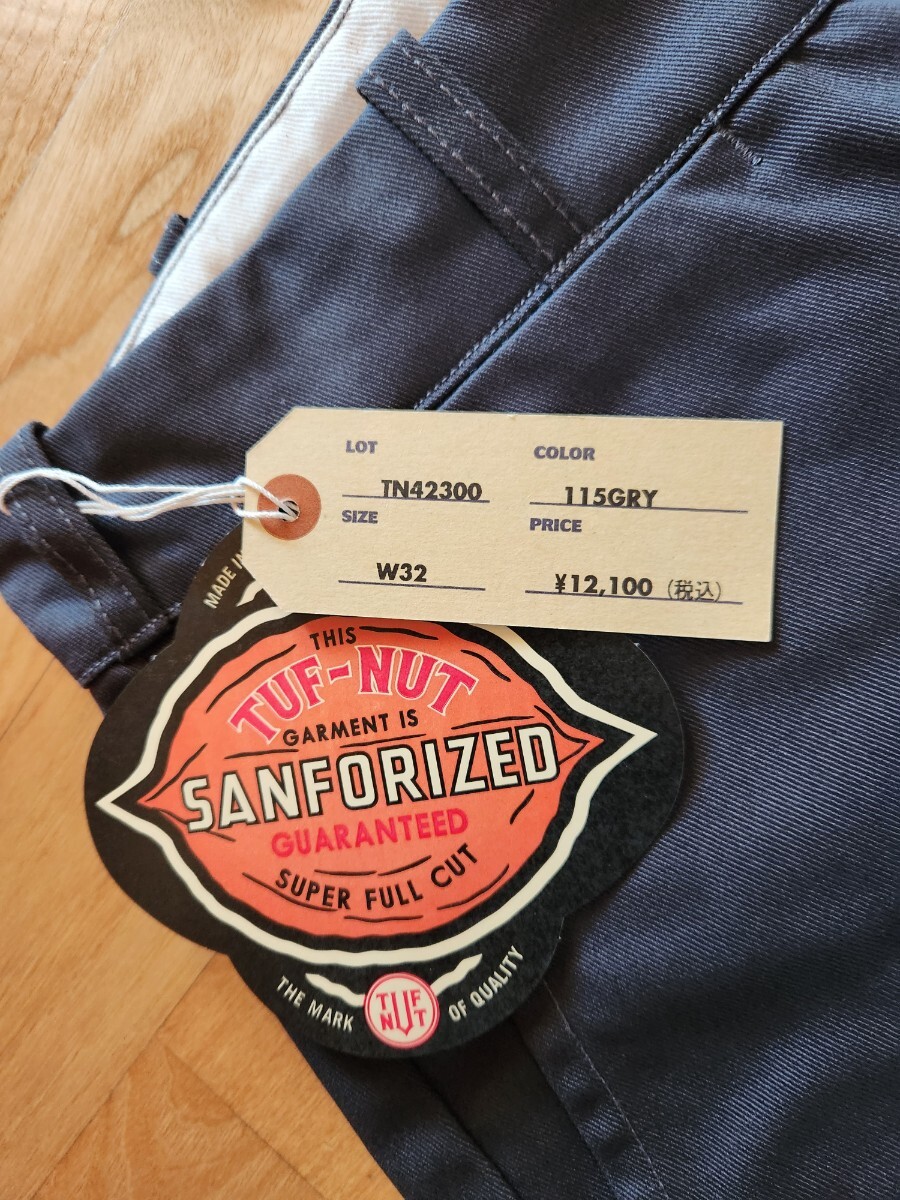 LOT
TN42300
COLOR
115GRY
SIZE
W32
PRICE
¥12,100 (税込)
MADE IN
THIS
TUF-NUT
GARMENT IS
SANFORIZED
GUARANTEED
SUPER FULL CUT
THE MARK
TUF
NUT
OF QUALITY